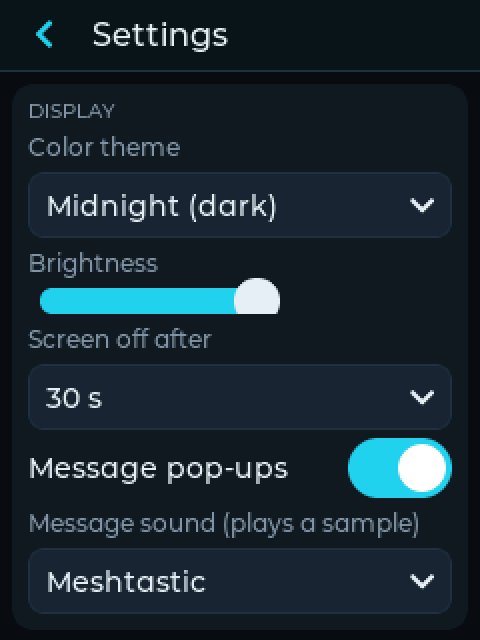 Settings
DISPLAY
Color theme
Midnight (dark)
Brightness
Screen off after
30 s
Message pop-ups
Message sound (plays a sample)
Meshtastic